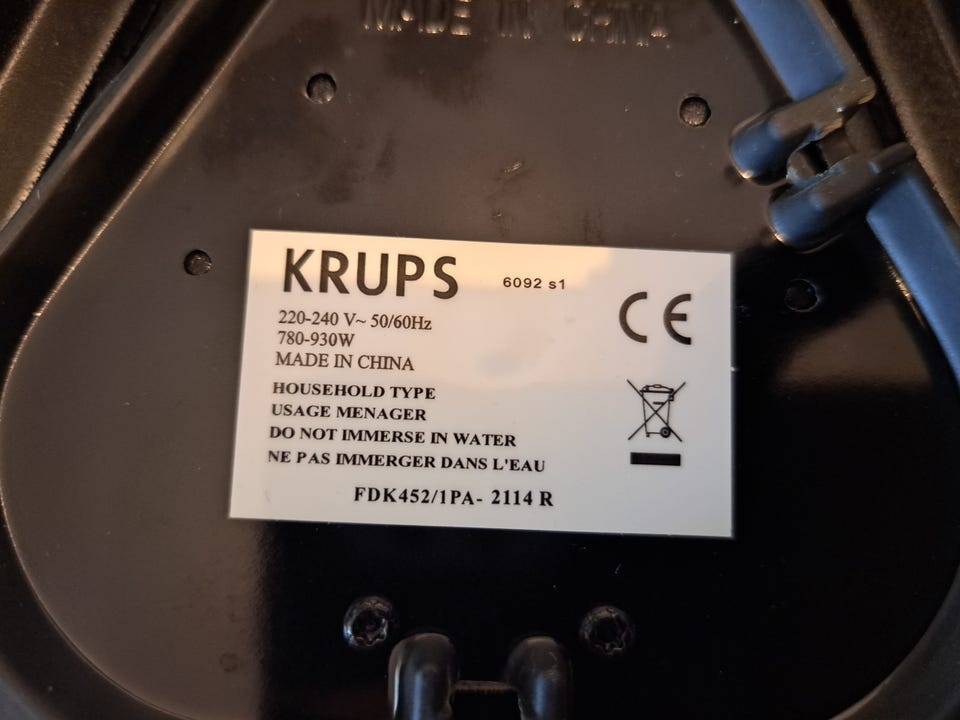 MADE IN CHINA
KRUPS 6092 s1
220-240 V~ 50/60Hz
780-930W
MADE IN CHINA
CE
HOUSEHOLD TYPE
USAGE MENAGER
DO NOT IMMERSE IN WATER
NE PAS IMMERGER DANS L'EAU
FDK452/1PA- 2114 R